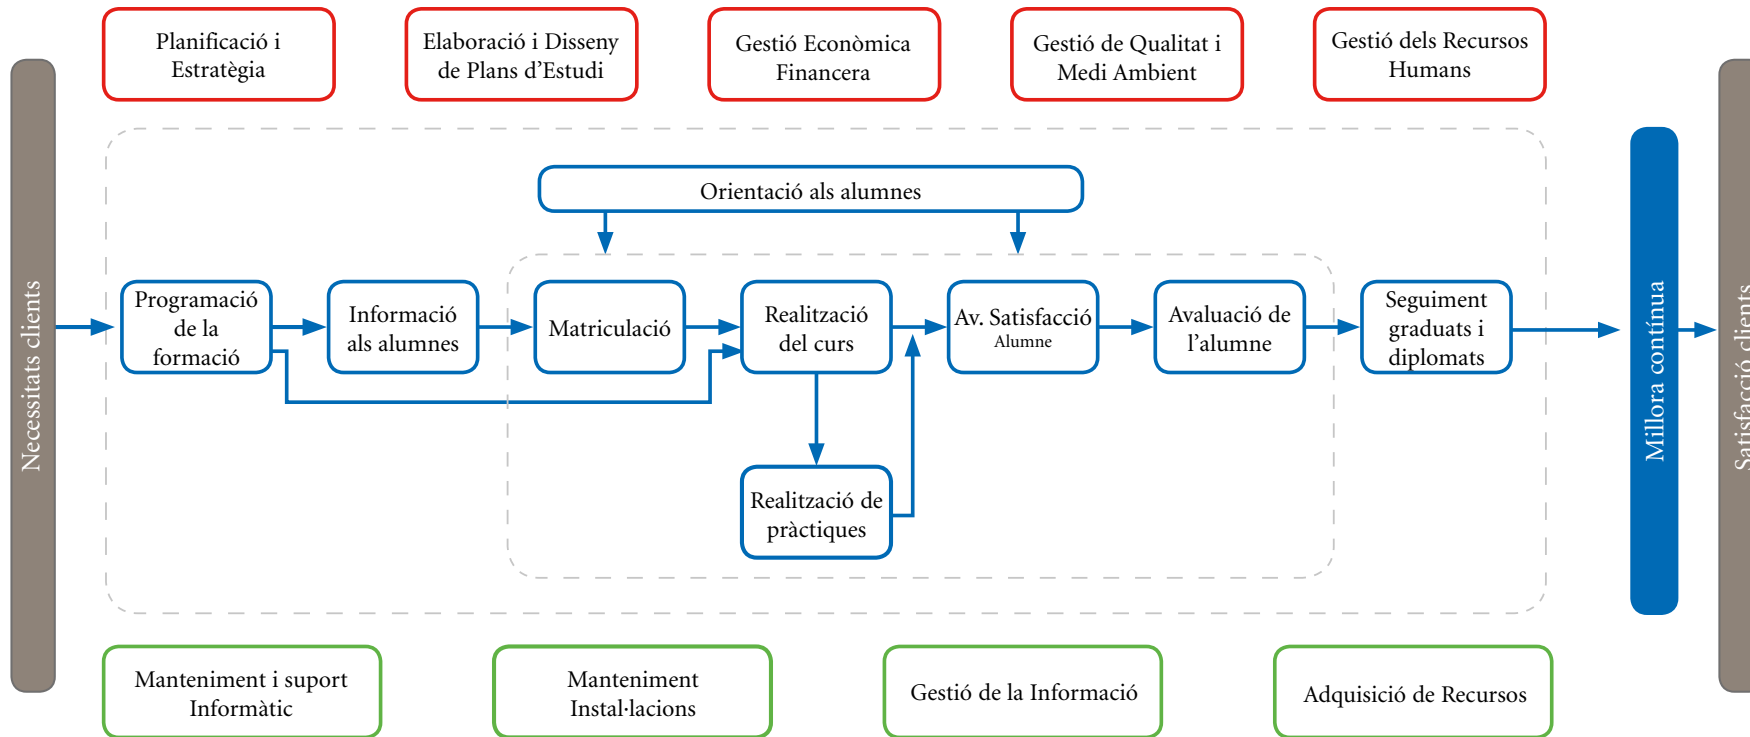 Planificació i
Estratègia
Elaboració i Disseny
de Plans d’Estudi
Gestió Econòmica
Financera
Gestió de Qualitat i
Medi Ambient
Gestió dels Recursos
Humans
Necessitats clients
Orientació als alumnes
Programació
de la
formació
Informació
als alumnes
Matriculació
Realització
del curs
Av. Satisfacció
Alumne
Avaluació de
l’alumne
Seguiment
graduats i
diplomats
Realització de
pràctiques
Millora contínua
Satisfacció clients
Manteniment i suport
Informàtic
Manteniment
Instal·lacions
Gestió de la Informació
Adquisició de Recursos